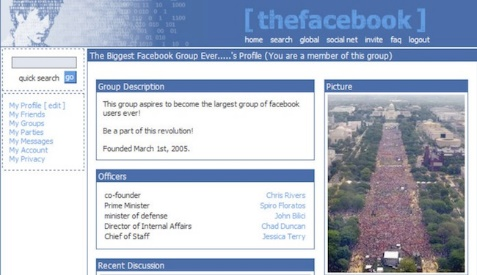 [ thefacebook ]
home search global social net invite faq logout
quick search go
My Profile [ edit ]
My Friends
My Groups
My Parties
My Messages
My Account
My Privacy
The Biggest Facebook Group Ever.....'s Profile (You are a member of this group)
Group Description
This group aspires to become the largest group of facebook
users ever!
Be a part of this revolution!
Founded March 1st, 2005.
Officers
co-founder Chris Rivers
Prime Minister Spiro Floratos
minister of defense John Bilici
Director of Internal Affairs Chad Duncan
Chief of Staff Jessica Terry
Recent Discussion
Picture